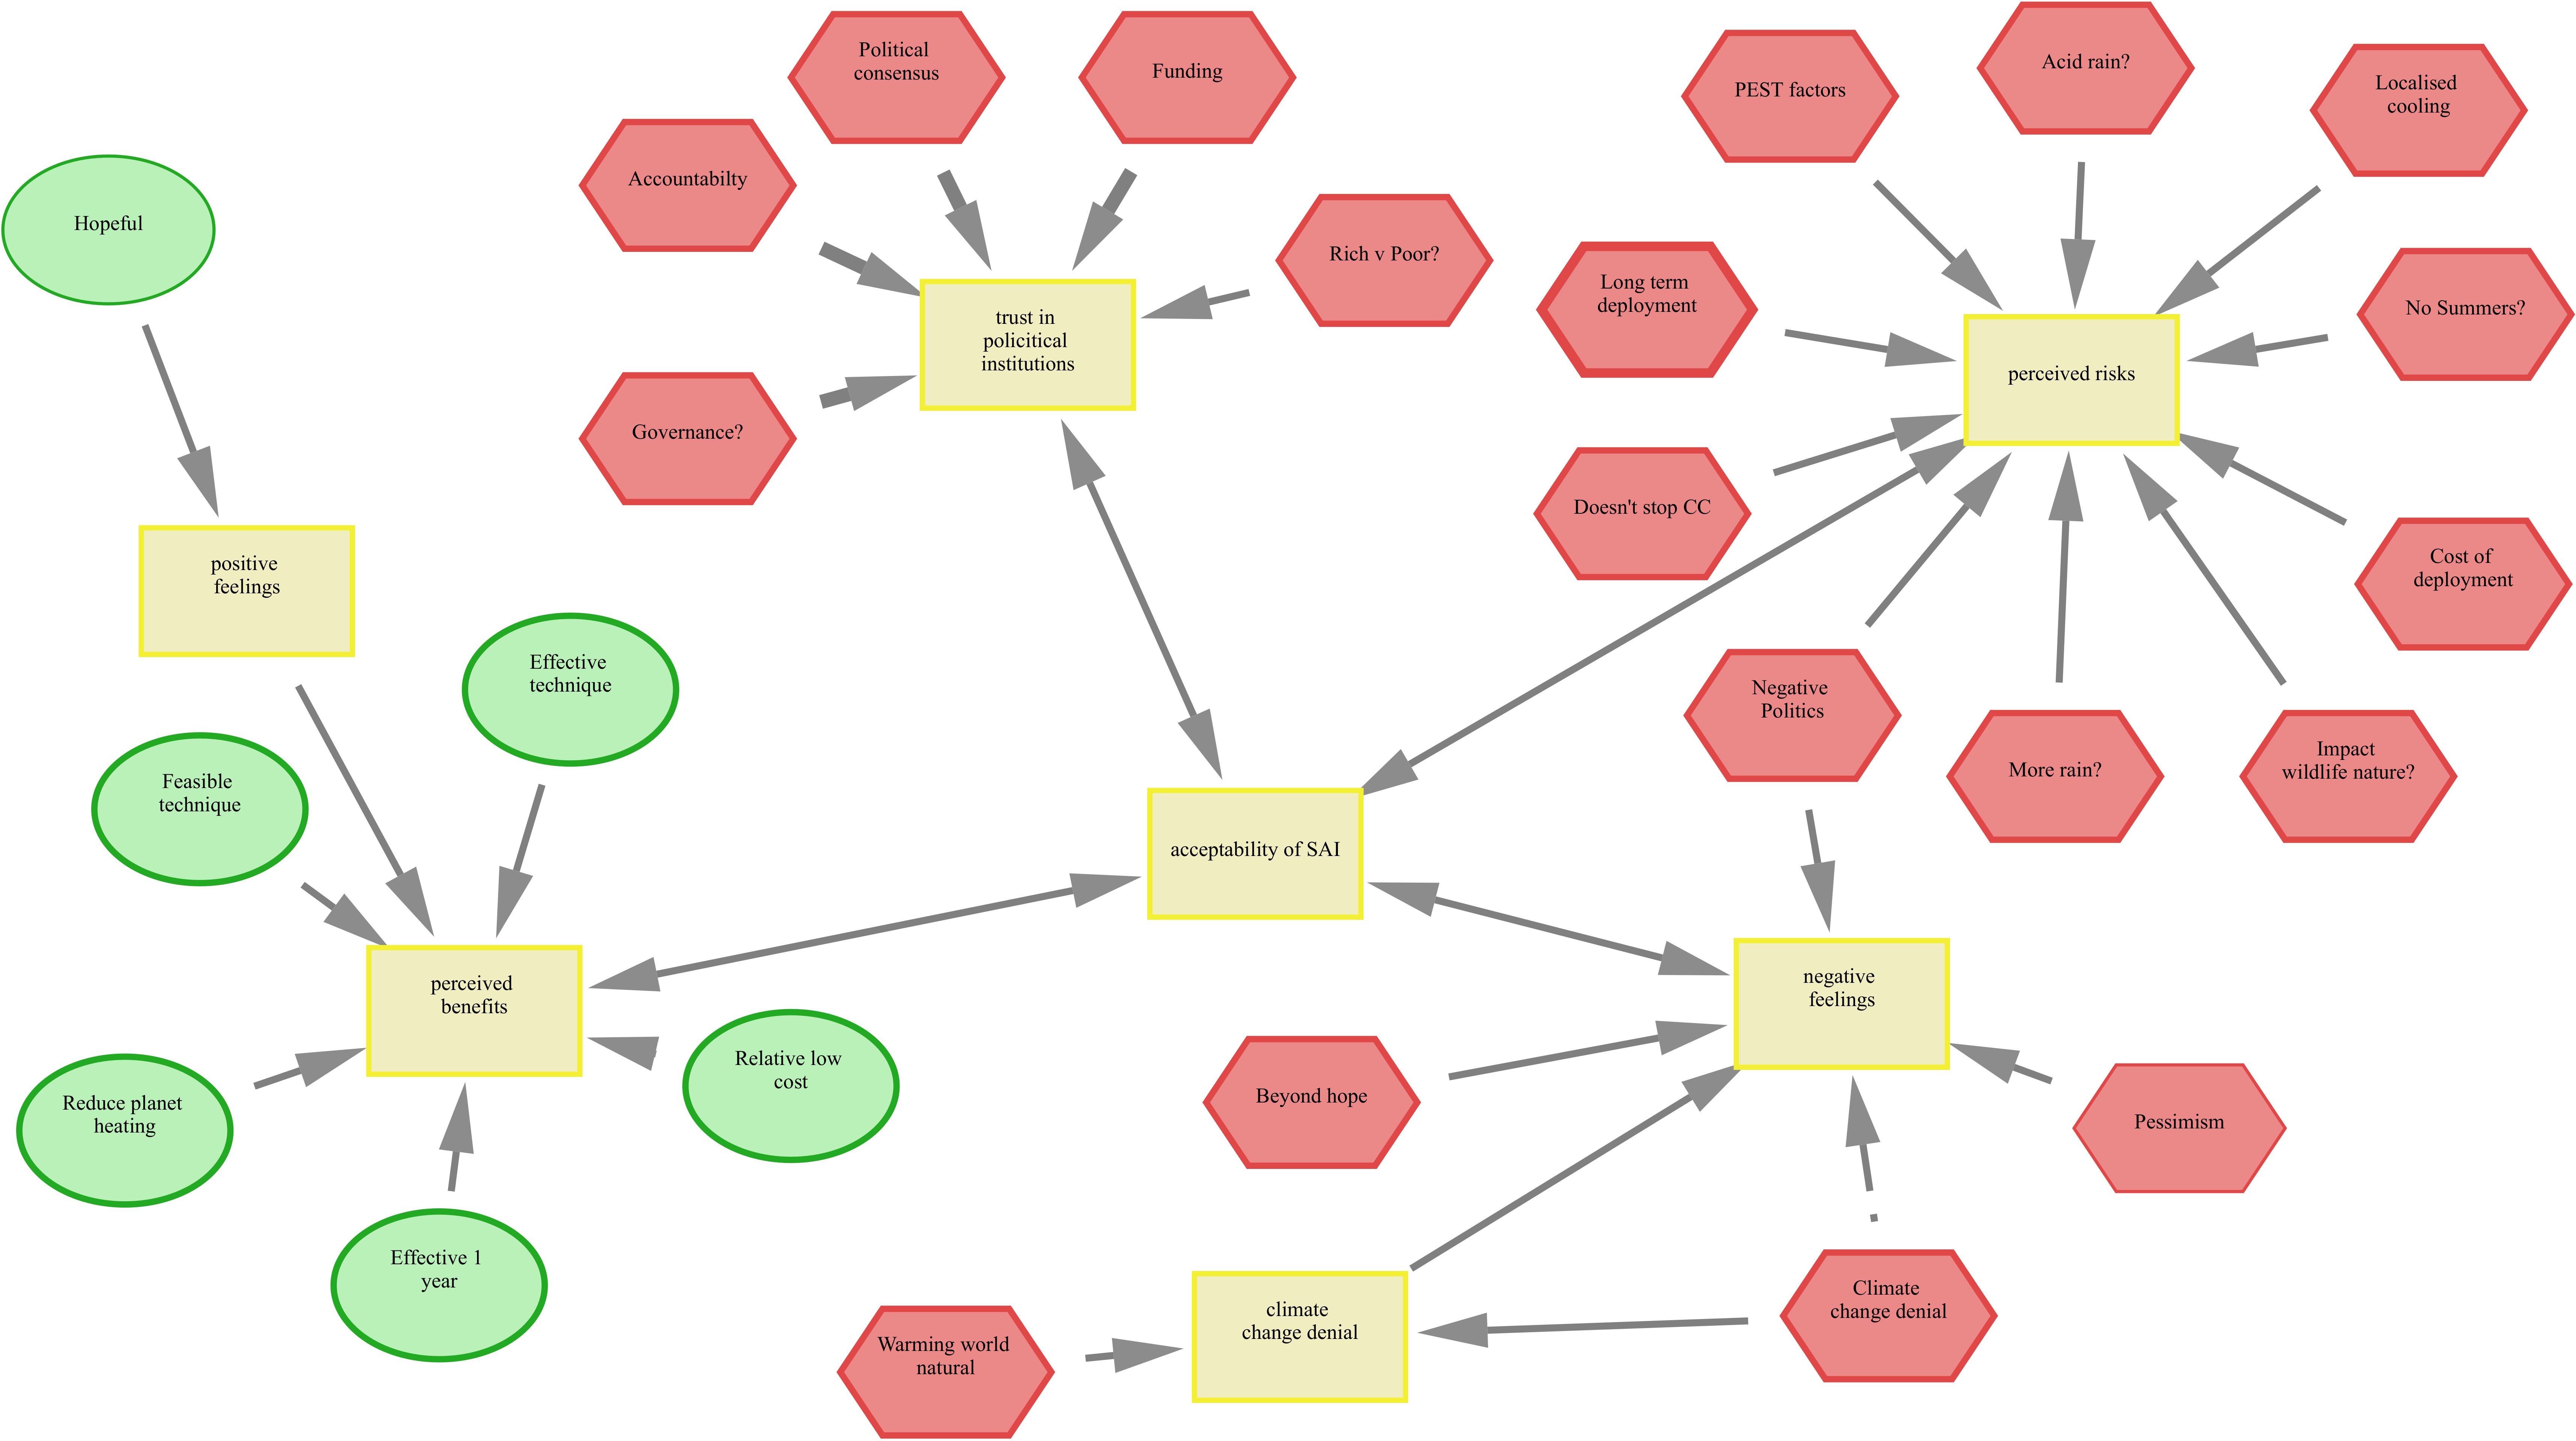 Political
consensus
Funding
PEST factors
Acid rain?
Localised
cooling
Accountabilty
Hopeful
Rich v Poor?
Long term
deployment
No Summers?
trust in
policitical
institutions
perceived risks
Governance?
Doesn't stop CC
positive
feelings
Cost of
deployment
Effective
technique
Negative
Politics
More rain?
Impact
wildlife nature?
Feasible
technique
acceptability of SAI
perceived
benefits
negative
feelings
Relative low
cost
Reduce planet
heating
Beyond hope
Pessimism
Effective 1
year
climate
change denial
Climate
change denial
Warming world
natural